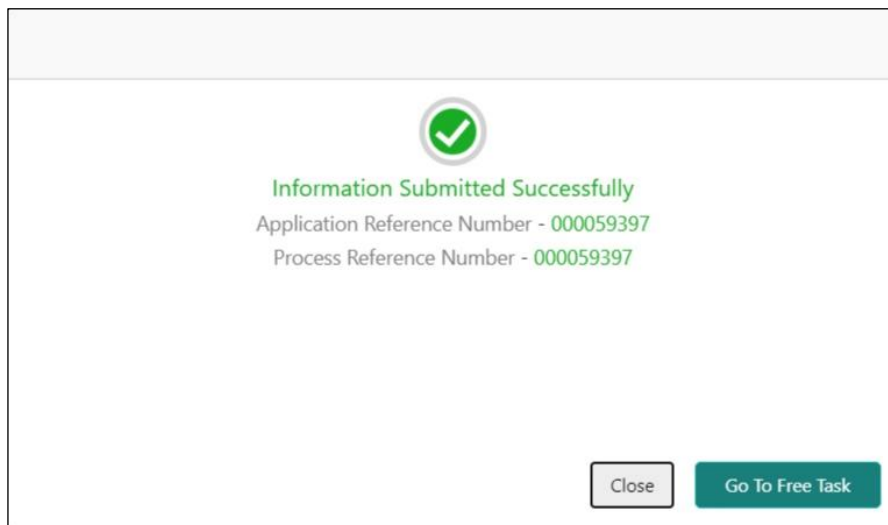 Information Submitted Successfully
Application Reference Number - 000059397
Process Reference Number - 000059397
Close
Go To Free Task